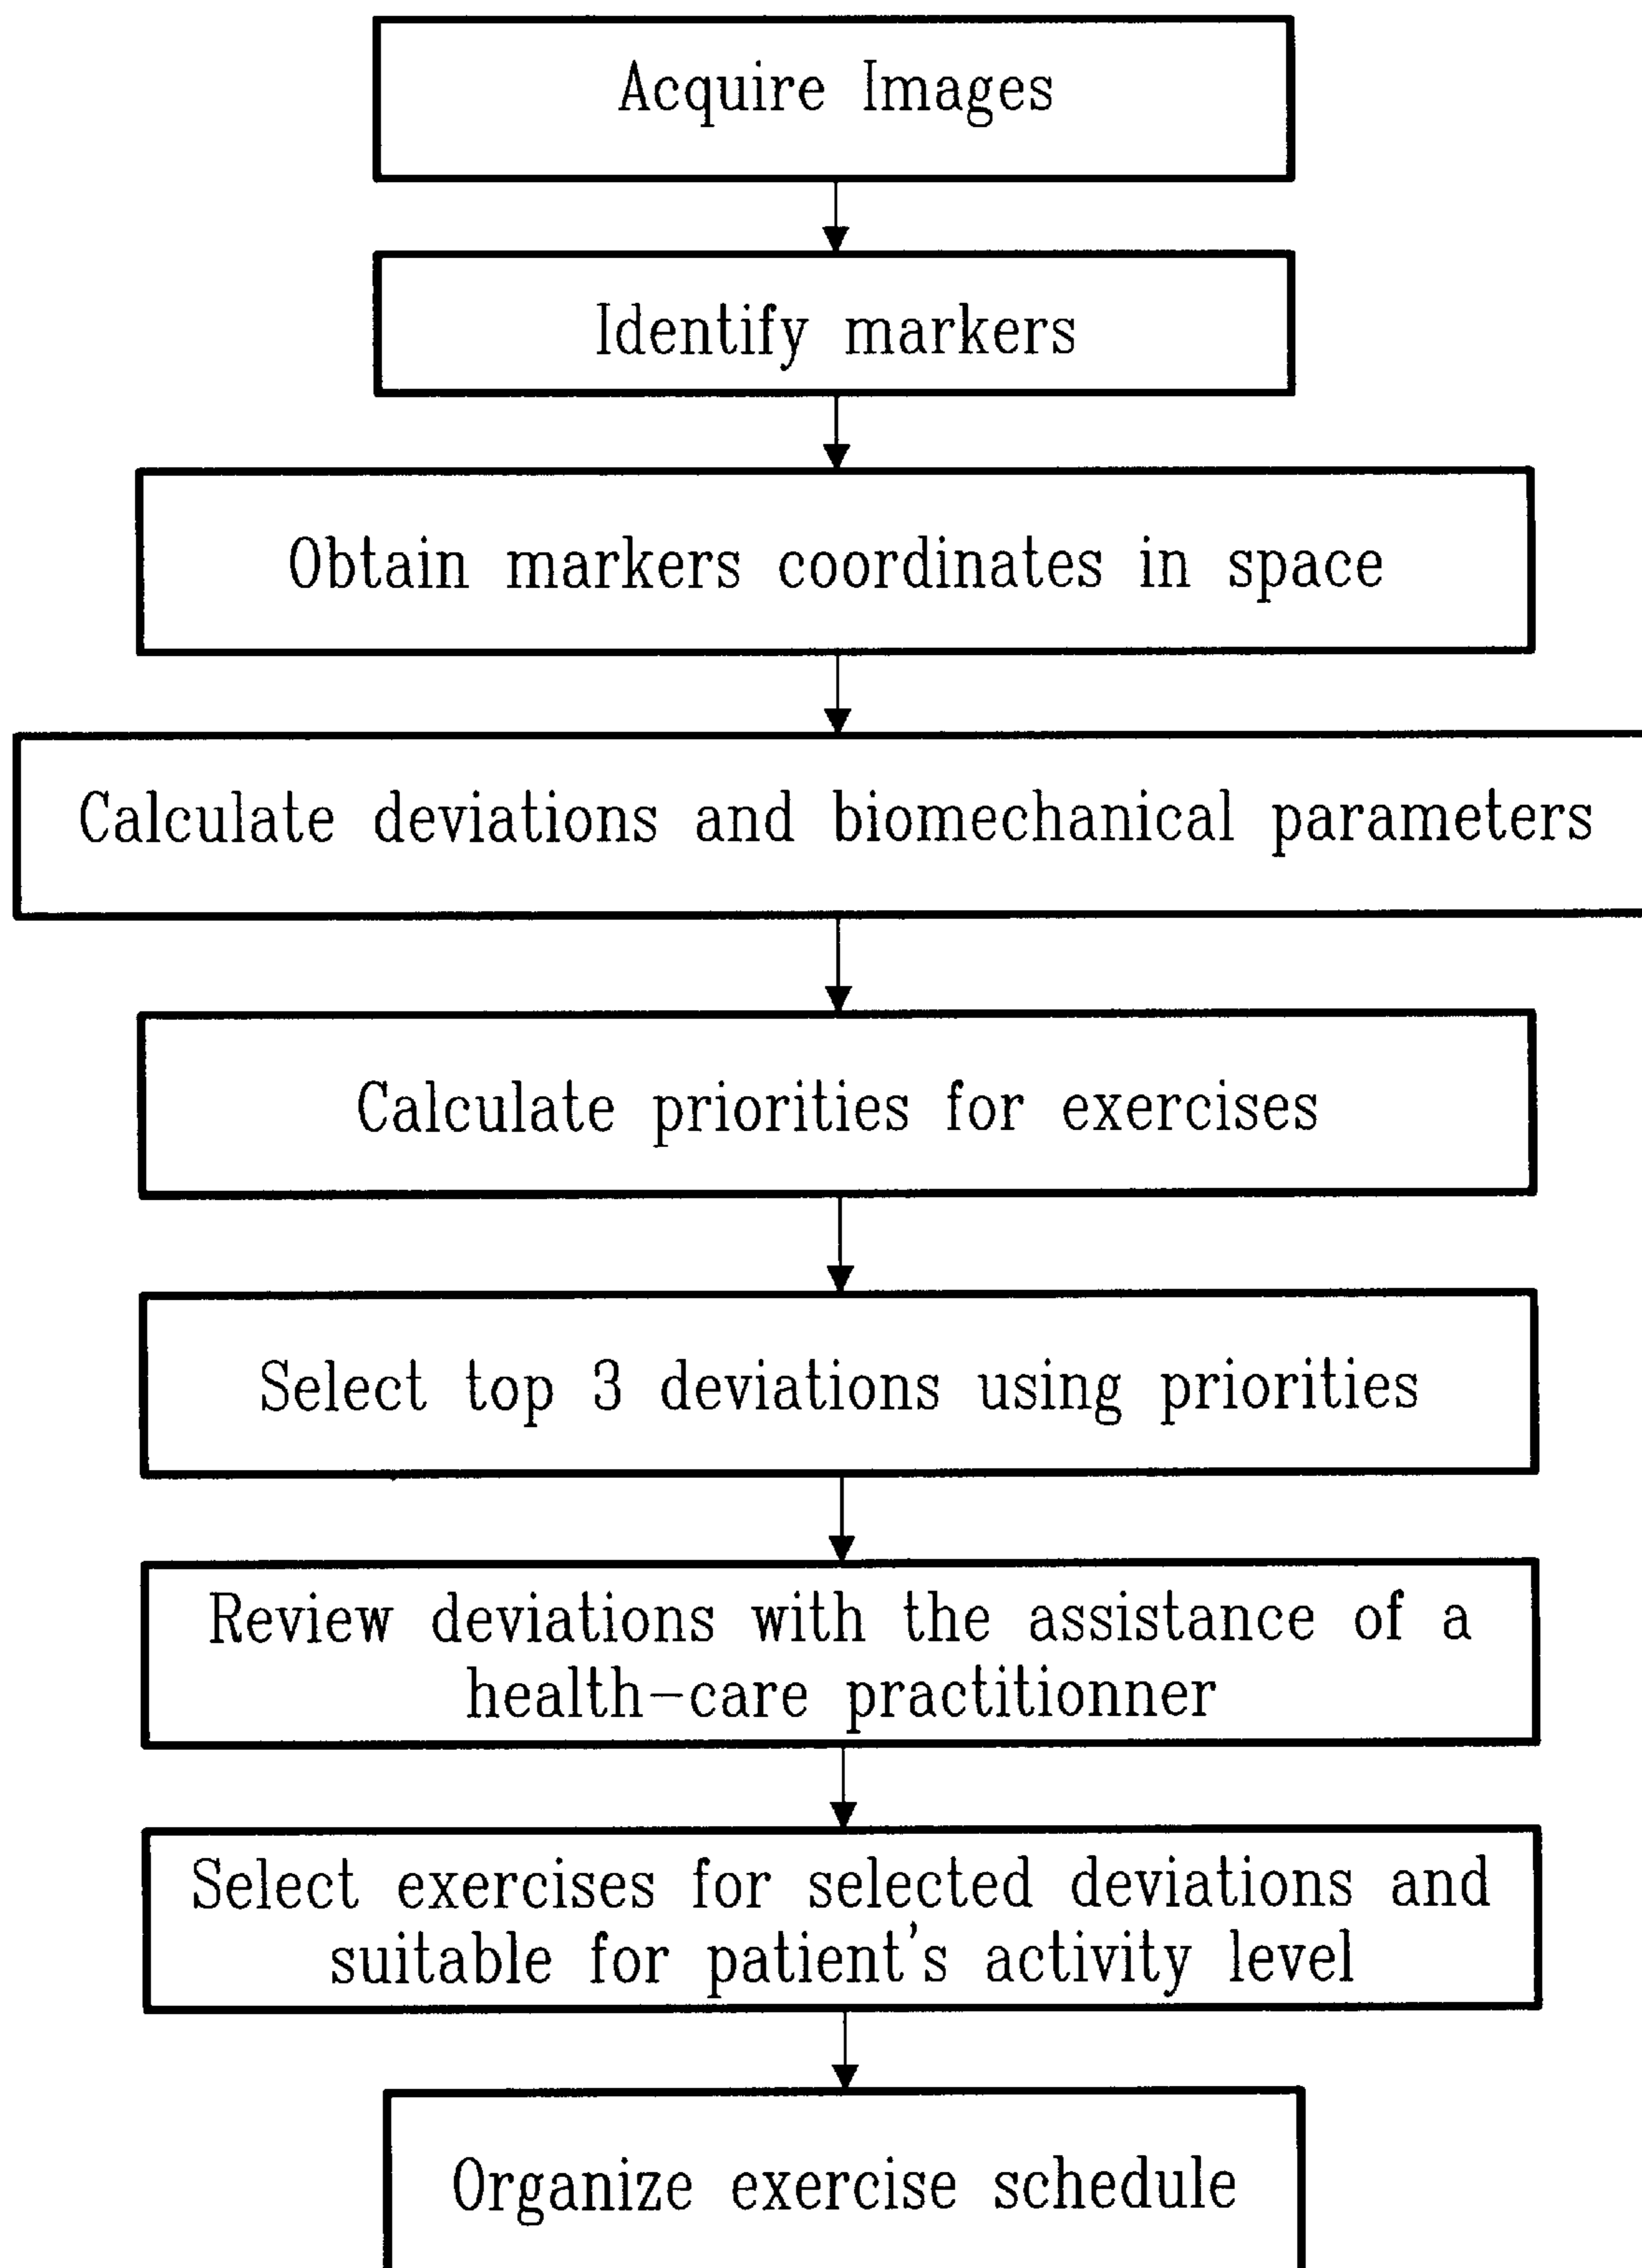 Acquire Images
Identify markers
Obtain markers coordinates in space
Calculate deviations and biomechanical parameters
Calculate priorities for exercises
Select top 3 deviations using priorities
Review deviations with the assistance of a
health-care practitionner
Select exercises for selected deviations and
suitable for patient's activity level
Organize exercise schedule